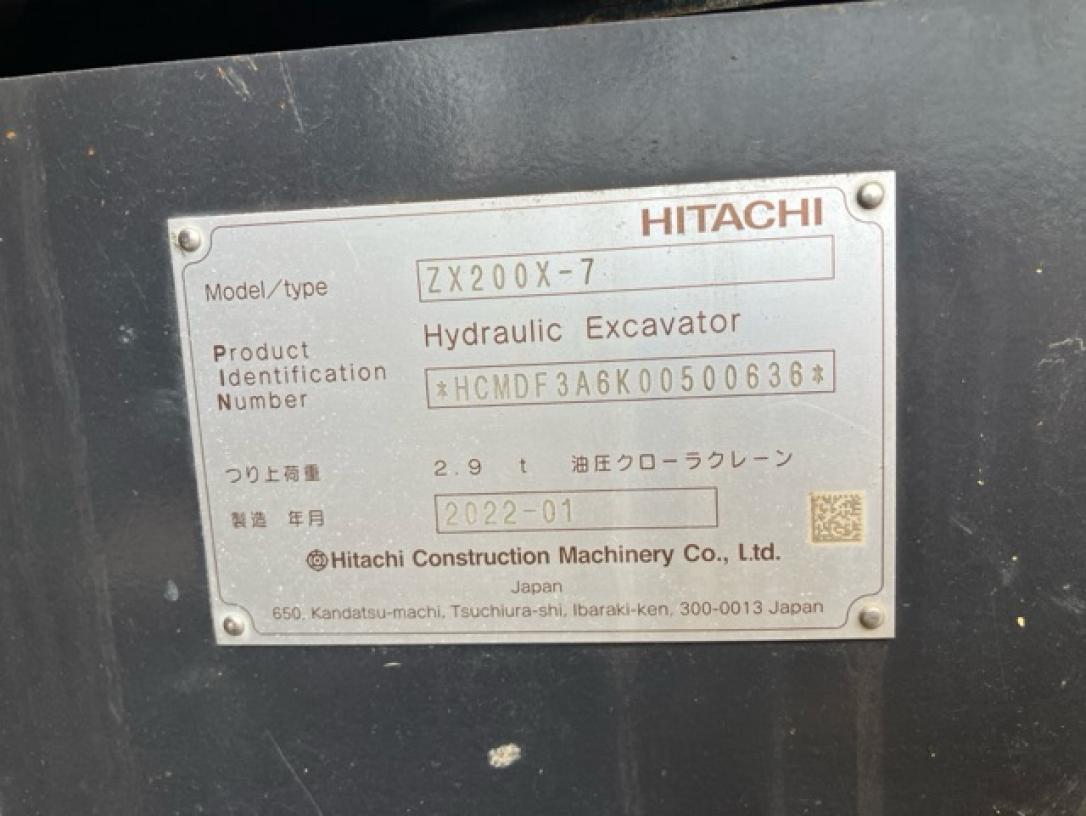 HITACHI
Model/type ZX200X-7
Hydraulic Excavator
Product
Identification
Number *HCMDF3A6K00500636*
つり上荷重 2.9 t 油圧クローラクレーン
製造 年月 2022-01
Hitachi Construction Machinery Co., Ltd.
Japan
650, Kandatsu-machi, Tsuchiura-shi, Ibaraki-ken, 300-0013 Japan